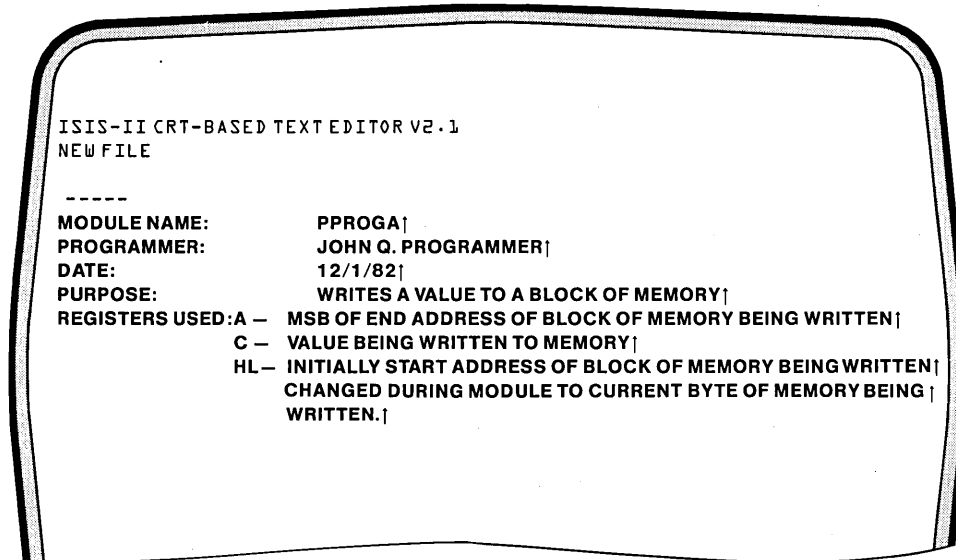 ISIS-II CRT-BASED TEXT EDITOR V2.1
NEW FILE
-----
MODULE NAME: PPROGA↑
PROGRAMMER: JOHN Q. PROGRAMMER↑
DATE: 12/1/82↑
PURPOSE: WRITES A VALUE TO A BLOCK OF MEMORY↑
REGISTERS USED:A — MSB OF END ADDRESS OF BLOCK OF MEMORY BEING WRITTEN↑
C — VALUE BEING WRITTEN TO MEMORY↑
HL— INITIALLY START ADDRESS OF BLOCK OF MEMORY BEING WRITTEN↑
CHANGED DURING MODULE TO CURRENT BYTE OF MEMORY BEING↑
WRITTEN.↑